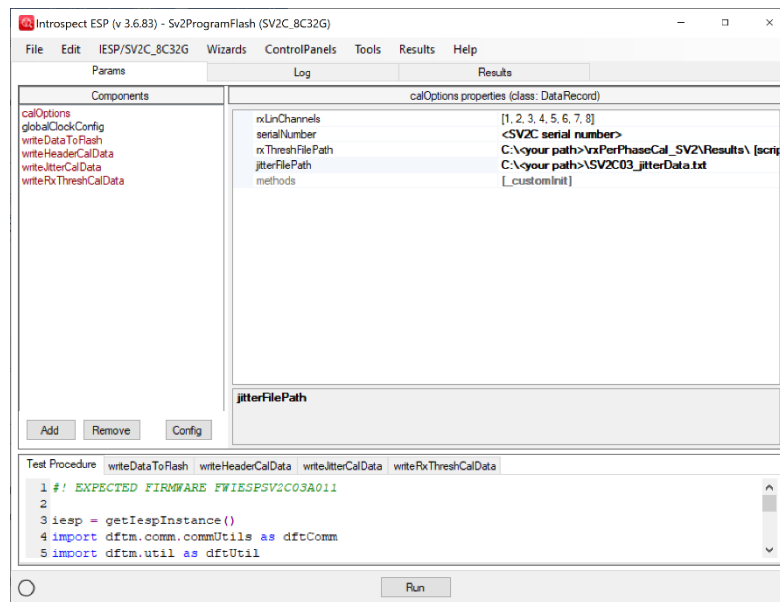 Introspect ESP (v 3.6.83) - Sv2ProgramFlash (SV2C_8C32G)
File Edit IESP/SV2C_8C32G Wizards ControlPanels Tools Results Help
Params Log Results
Components
calOptions
globalClockConfig
writeDataToFlash
writeHeaderCalData
writeJitterCalData
writeRxThreshCalData
Add Remove Config
calOptions properties (class: DataRecord)
rxLinChannels [1, 2, 3, 4, 5, 6, 7, 8]
serialNumber <SV2C serial number>
rxThreshFilePath C:\<your path>\rxPerPhaseCal_SV2\Results\ [scrip
jitterFilePath C:\<your path>\SV2C03_jitterData.txt
methods [_customInit]
jitterFilePath
Test Procedure writeDataToFlash writeHeaderCalData writeJitterCalData writeRxThreshCalData
1 #! EXPECTED FIRMWARE FWIESPSV2C03A011
2
3 iesp = getIespInstance()
4 import dftm.comm.commUtils as dftComm
5 import dftm.util as dftUtil
Run